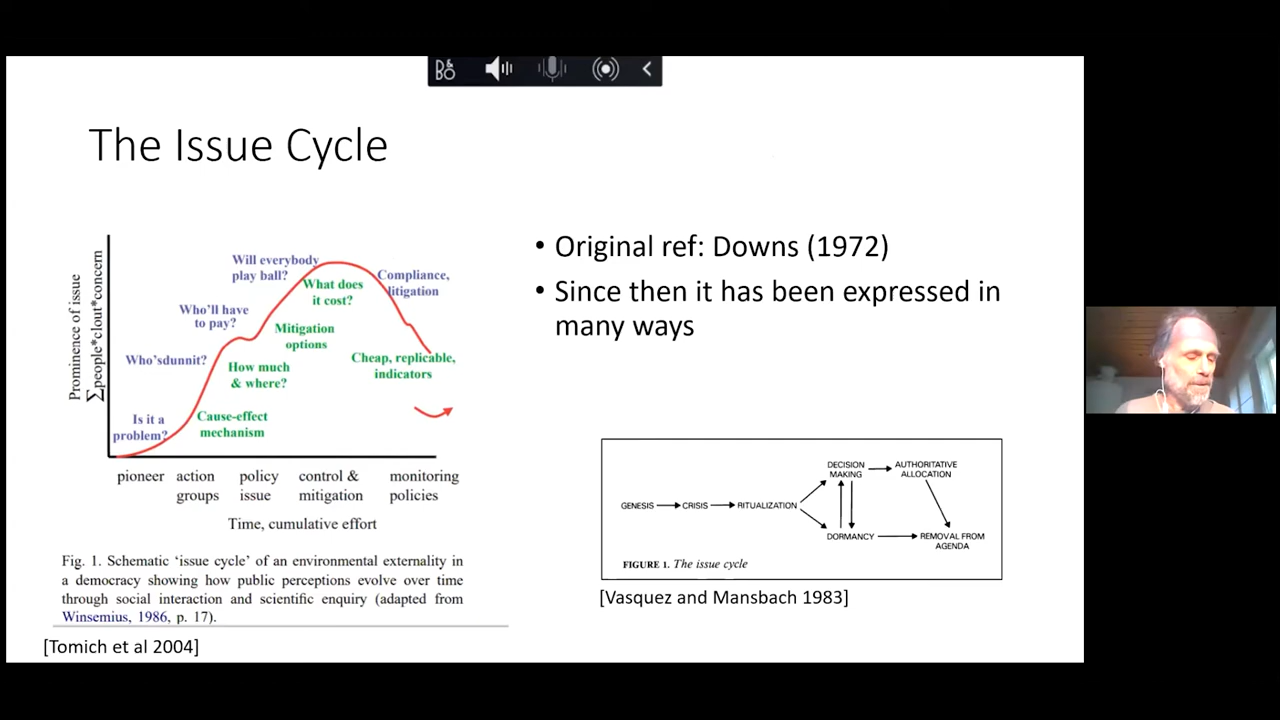 The Issue Cycle
Prominence of issue
∑people*clout*concern
Will everybody
play ball?
What does
it cost?
Compliance,
litigation
Who'll have
to pay?
Mitigation
options
Who'sdunnit?
How much
& where?
Cheap, replicable,
indicators
Is it a
problem?
Cause-effect
mechanism
pioneer
action
groups
policy
issue
control &
mitigation
monitoring
policies
Time, cumulative effort
Fig. 1. Schematic 'issue cycle' of an environmental externality in
a democracy showing how public perceptions evolve over time
through social interaction and scientific enquiry (adapted from
Winsemius, 1986, p. 17).
[Tomich et al 2004]
• Original ref: Downs (1972)
• Since then it has been expressed in
many ways
GENESIS
CRISIS
RITUALIZATION
DECISION
MAKING
AUTHORITATIVE
ALLOCATION
DORMANCY
REMOVAL FROM
AGENDA
FIGURE 1. The issue cycle
[Vasquez and Mansbach 1983]